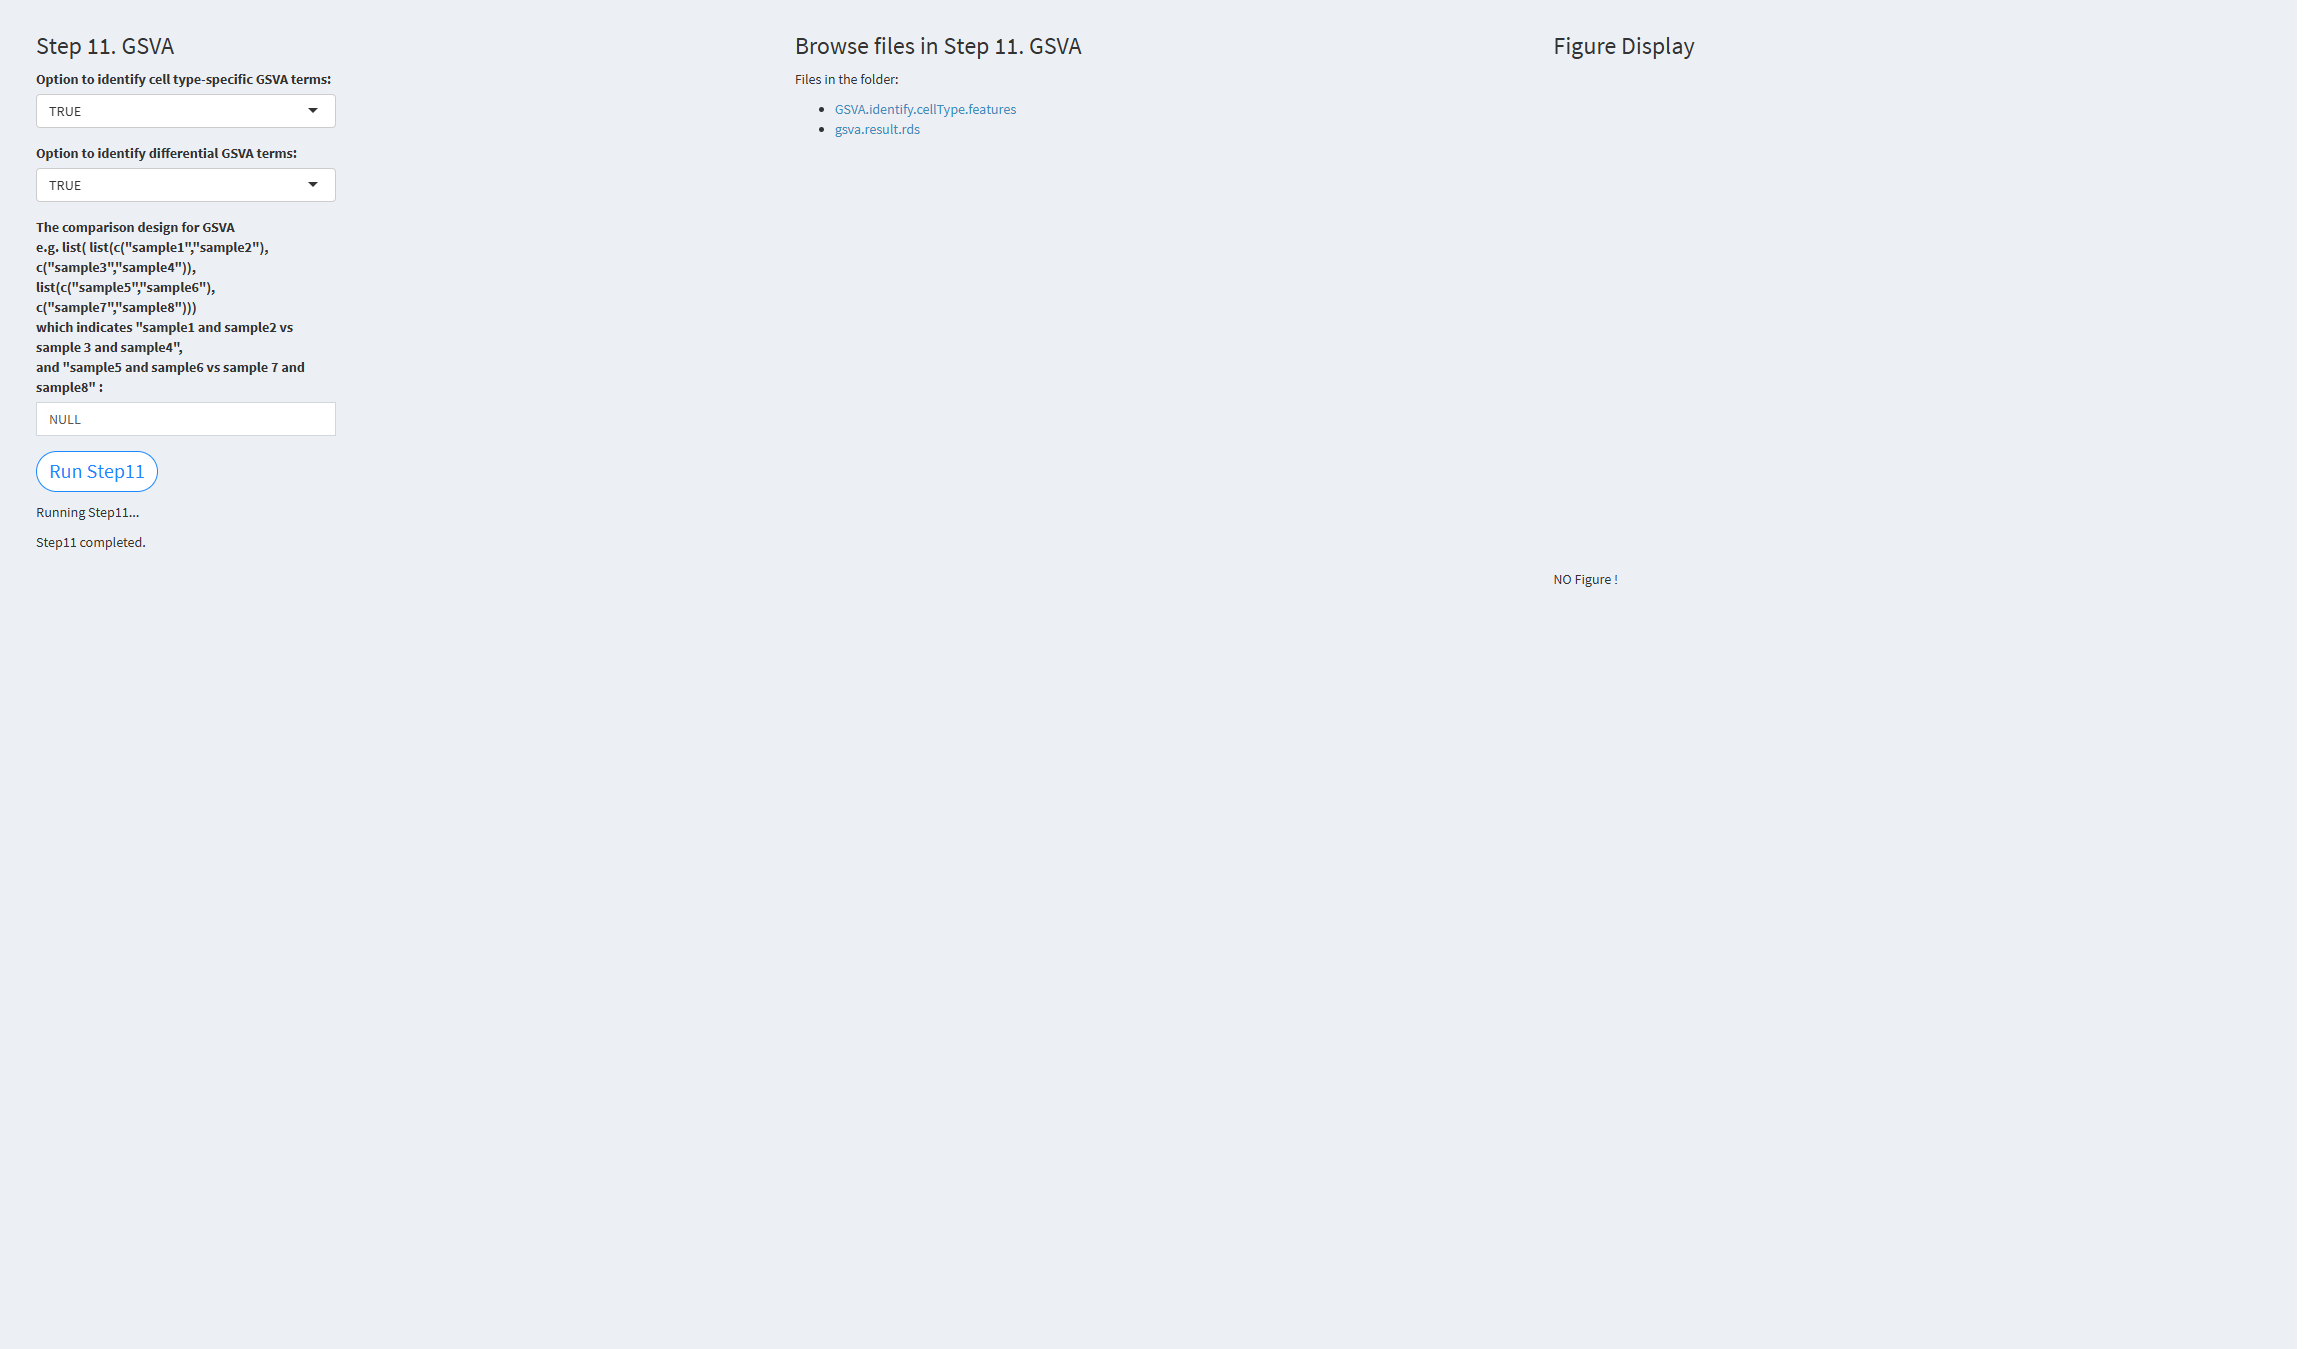 Step 11. GSVA
Option to identify cell type-specific GSVA terms:
TRUE
Option to identify differential GSVA terms:
TRUE
The comparison design for GSVA
e.g. list( list(c("sample1","sample2"),
c("sample3","sample4")),
list(c("sample5","sample6"),
c("sample7","sample8")))
which indicates "sample1 and sample2 vs
sample 3 and sample4",
and "sample5 and sample6 vs sample 7 and
sample8" :
NULL
Run Step11
Running Step11...
Step11 completed.
Browse files in Step 11. GSVA
Files in the folder:
GSVA.identify.cellType.features
gsva.result.rds
Figure Display
NO Figure !